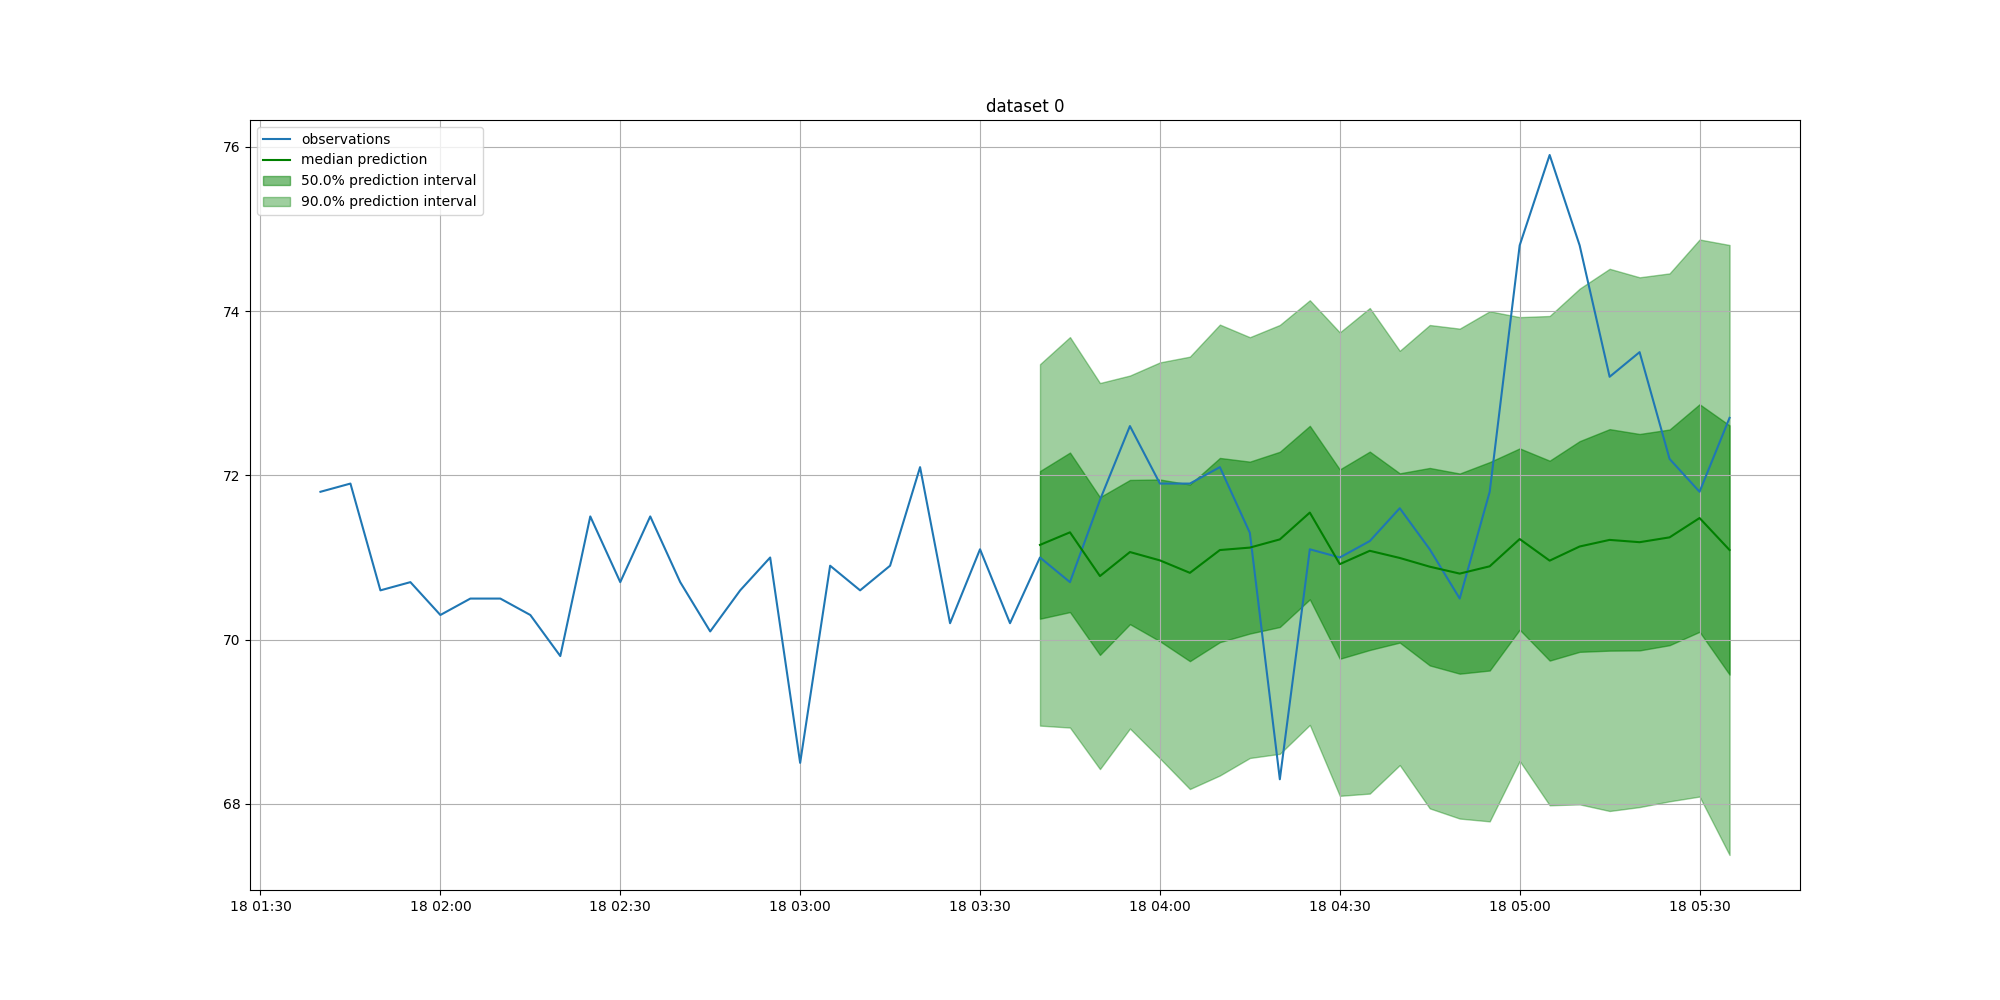 dataset 0
observations
median prediction
50.0% prediction interval
90.0% prediction interval
76
74
72
70
68
18 01:30
18 02:00
18 02:30
18 03:00
18 03:30
18 04:00
18 04:30
18 05:00
18 05:30